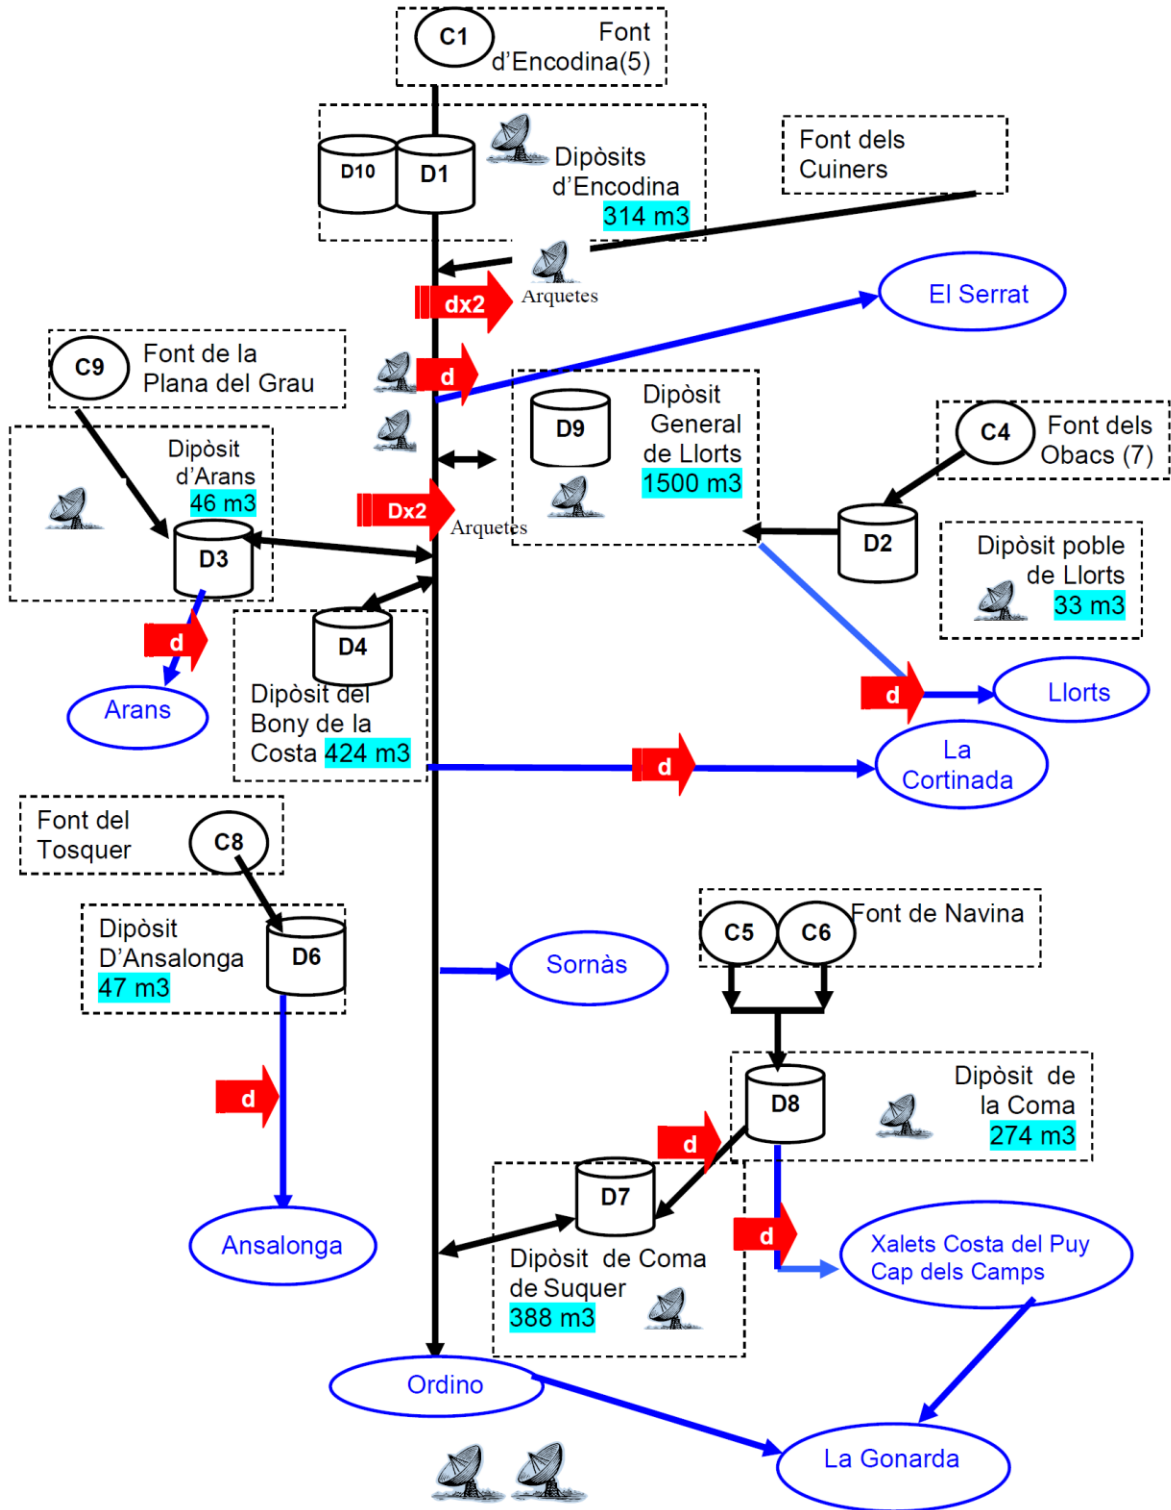 C1
Font
d'Encodina(5)
D10
D1
Dipòsits
d'Encodina
314 m3
Font dels
Cuiners
dx2
Arquetes
El Serrat
C9
Font de la
Plana del Grau
d
D9
Dipòsit
General
de Llorts
1500 m3
C4
Font dels
Obacs (7)
Dipòsit
d'Arans
46 m3
D3
Dx2
Arquetes
D2
Dipòsit poble
de Llorts
33 m3
d
D4
Arans
Dipòsit del
Bony de la
Costa 424 m3
d
Llorts
d
La
Cortinada
Font del
Tosquer
C8
Dipòsit
D'Ansalonga
47 m3
D6
C5
C6
Font de Navina
Sornàs
d
D8
Dipòsit de
la Coma
274 m3
d
D7
Ansalonga
Dipòsit de Coma
de Suquer
388 m3
d
Xalets Costa del Puy
Cap dels Camps
Ordino
La Gonarda